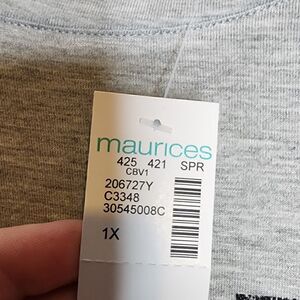 maurices
425 421 SPR
CBV1
206727Y
C3348
30545008C
1X